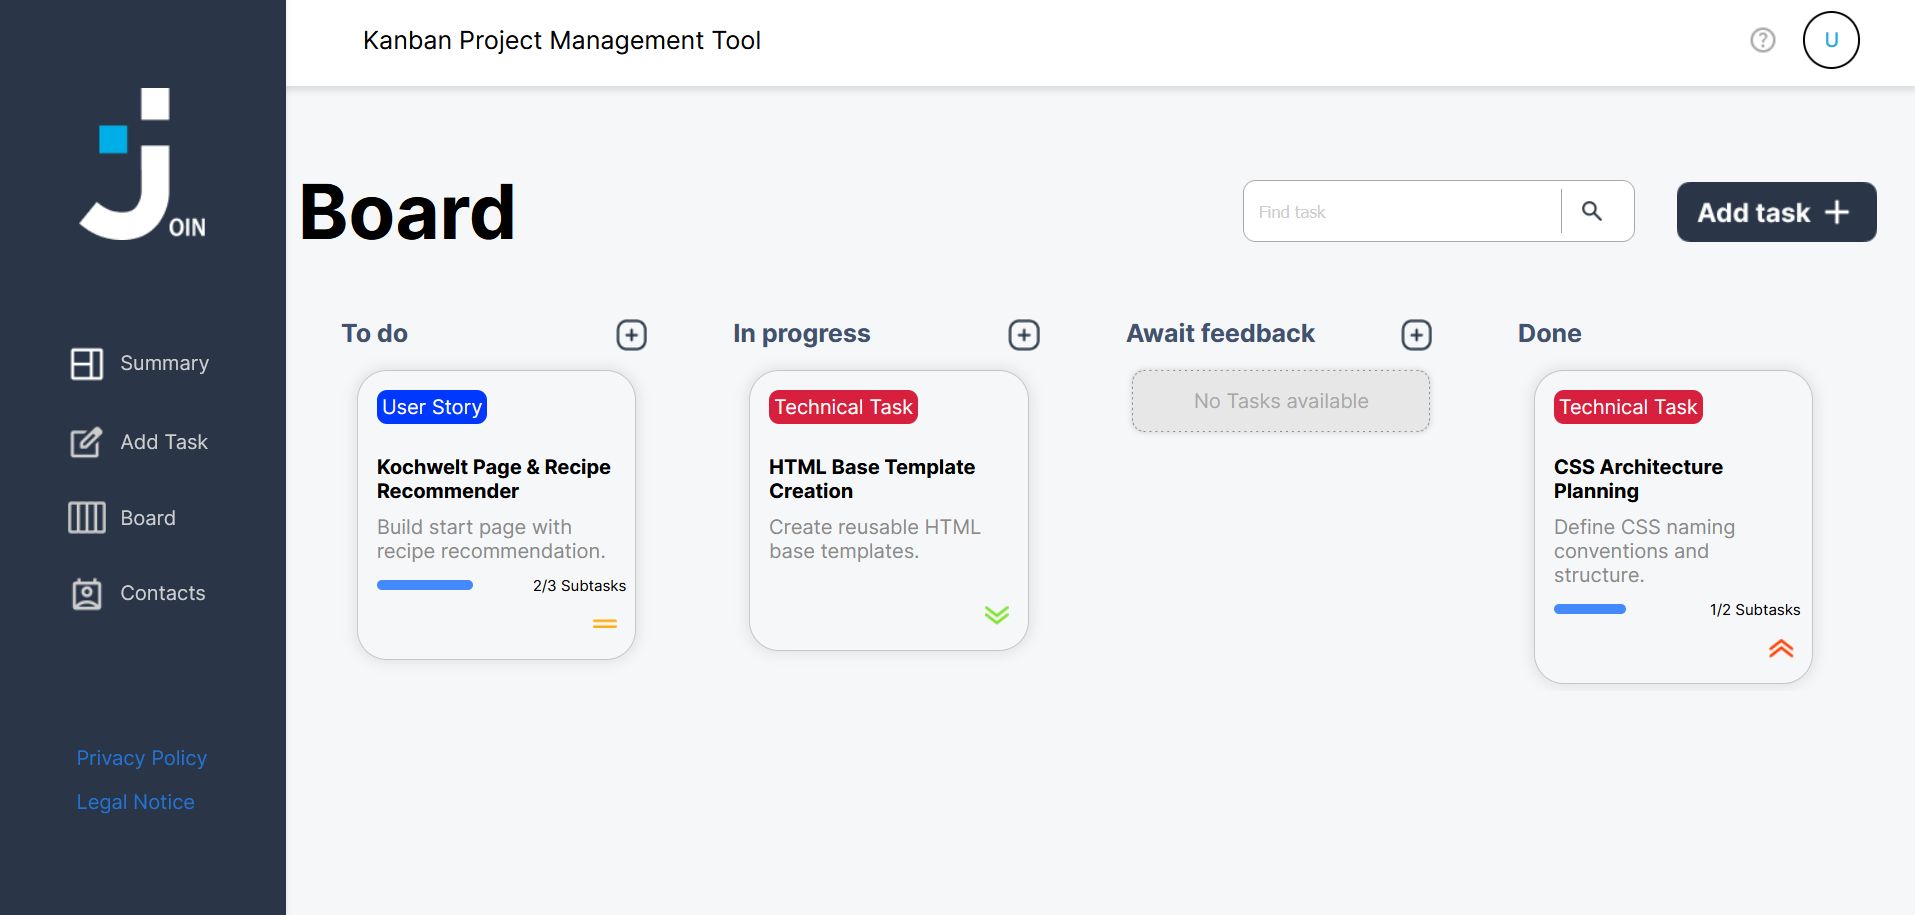 Kanban Project Management Tool
U
OIN
Board
Find task
Add task
Summary
Add Task
Board
Contacts
Privacy Policy
Legal Notice
To do
User Story
Kochwelt Page & Recipe
Recommender
Build start page with
recipe recommendation.
2/3 Subtasks
In progress
Technical Task
HTML Base Template
Creation
Create reusable HTML
base templates.
Await feedback
No Tasks available
Done
Technical Task
CSS Architecture
Planning
Define CSS naming
conventions and
structure.
1/2 Subtasks